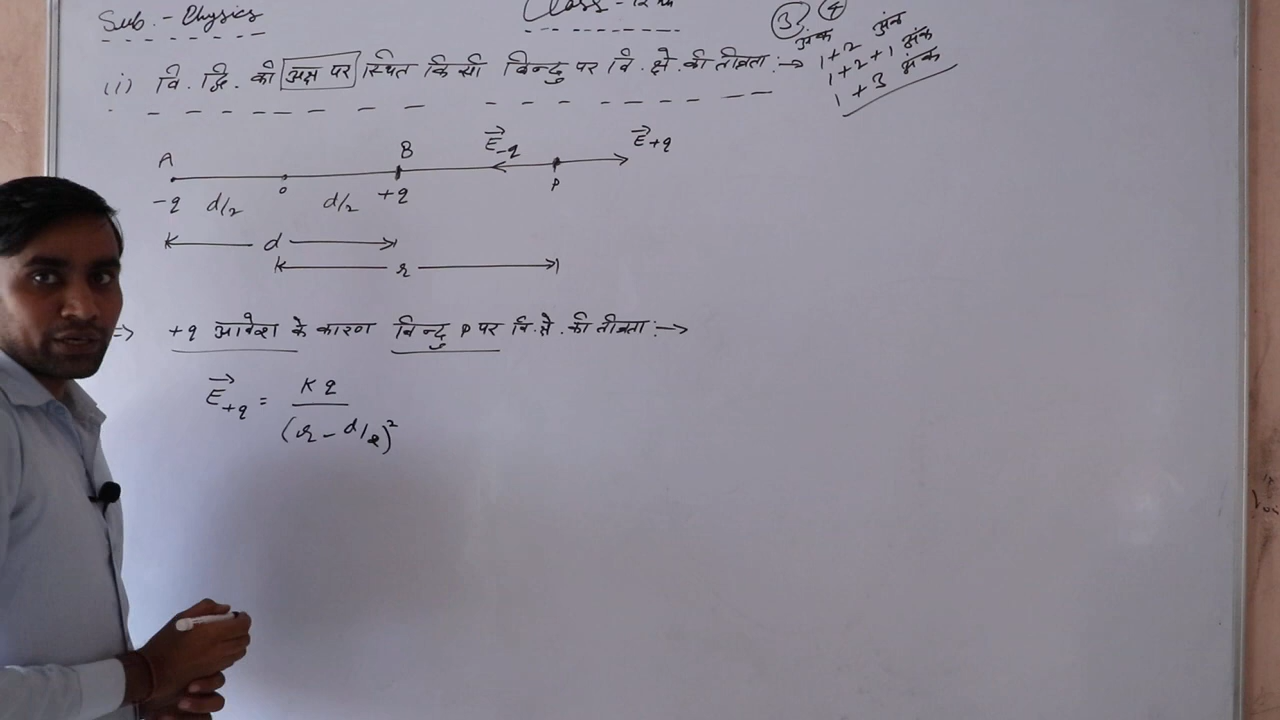 Sub. - Physics
Class - 12th
③ ④
अंक
1+2 अंक
1+2+1 अंक
1+3 अंक
(i) वि. द्वि. की अक्ष पर स्थित किसी बिन्दु पर वि. क्षे. की तीव्रता :→
A B E⃗-q E⃗+q
-q d/2 o d/2 +q P
d
r
⇒ +q आवेश के कारण बिन्दु P पर वि. क्षे. की तीव्रता :→
E⃗+q = Kq / (r - d/2)²